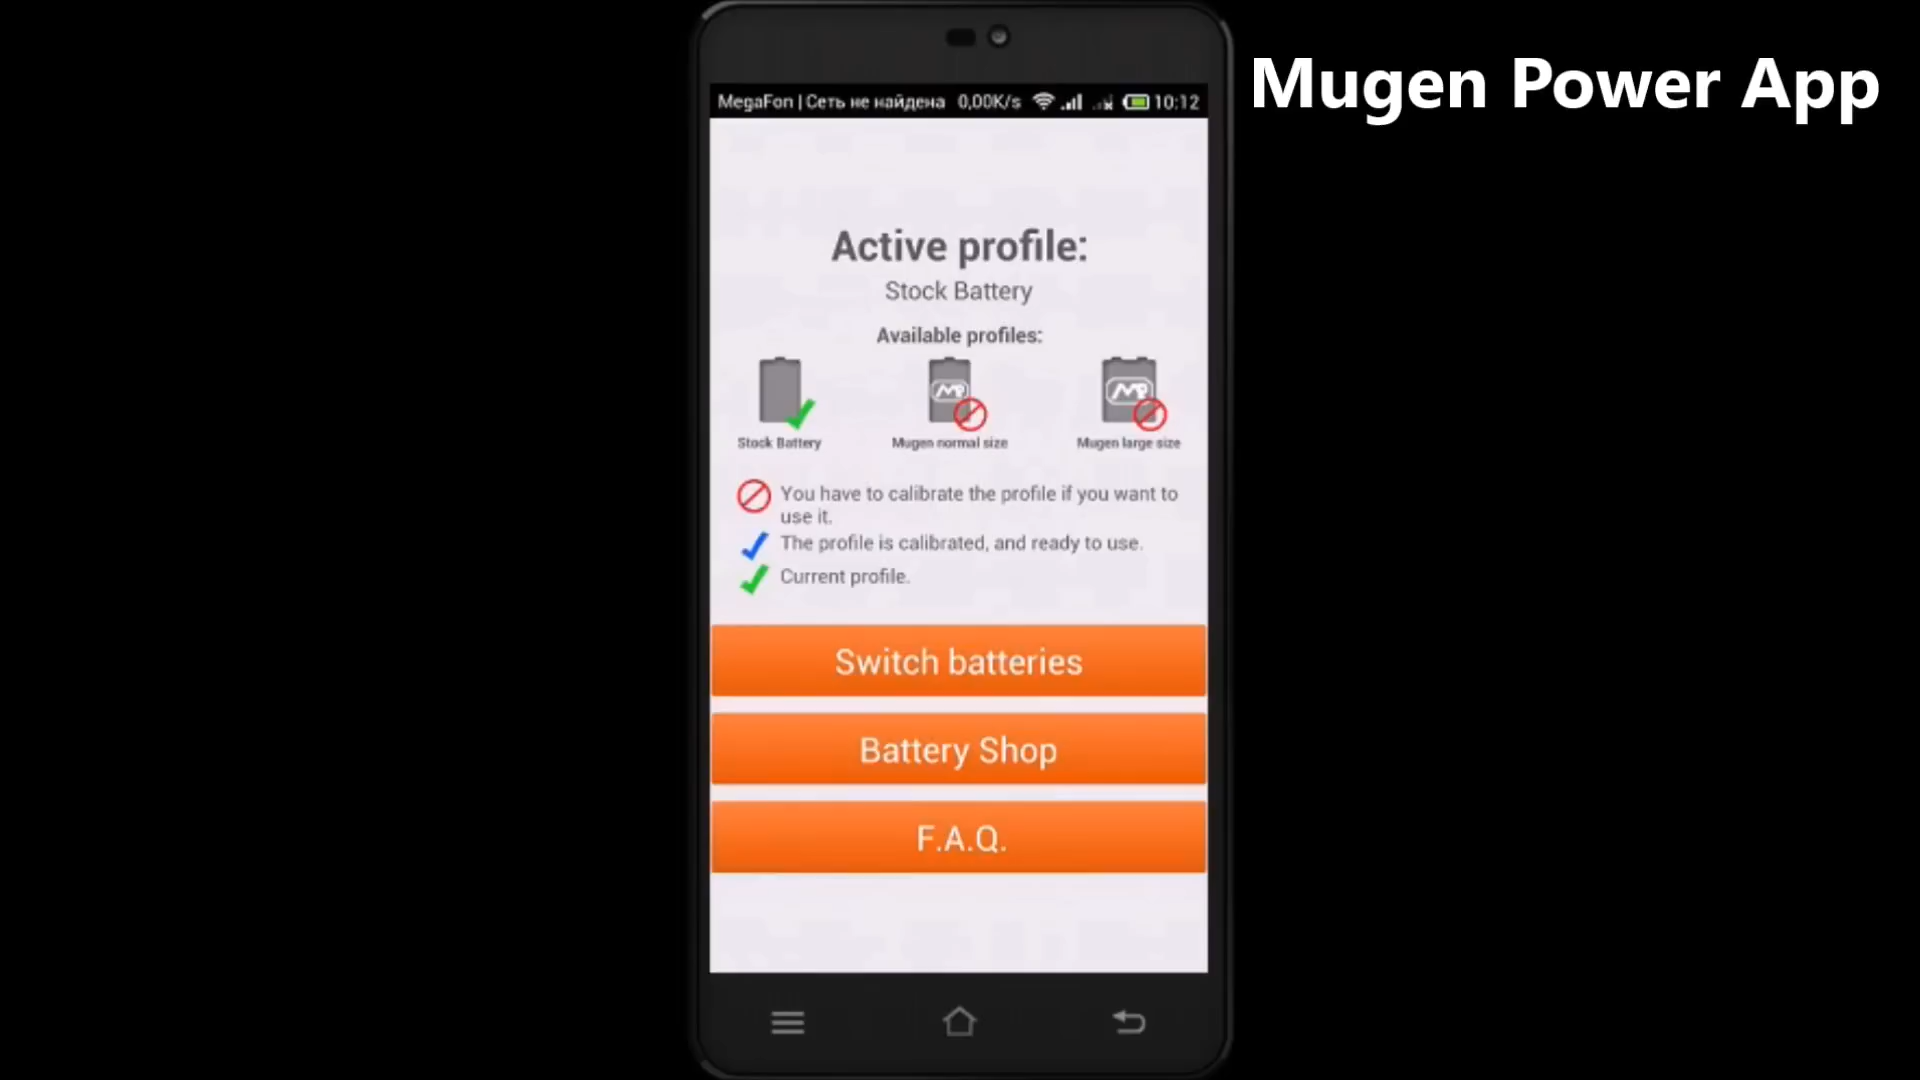 Mugen Power App
MegaFon | Сеть не найдена 0,00K/s 10:12
Active profile:
Stock Battery
Available profiles:
MP MP
Stock Battery Mugen normal size Mugen large size
You have to calibrate the profile if you want to
use it.
The profile is calibrated, and ready to use.
Current profile.
Switch batteries
Battery Shop
F.A.Q.